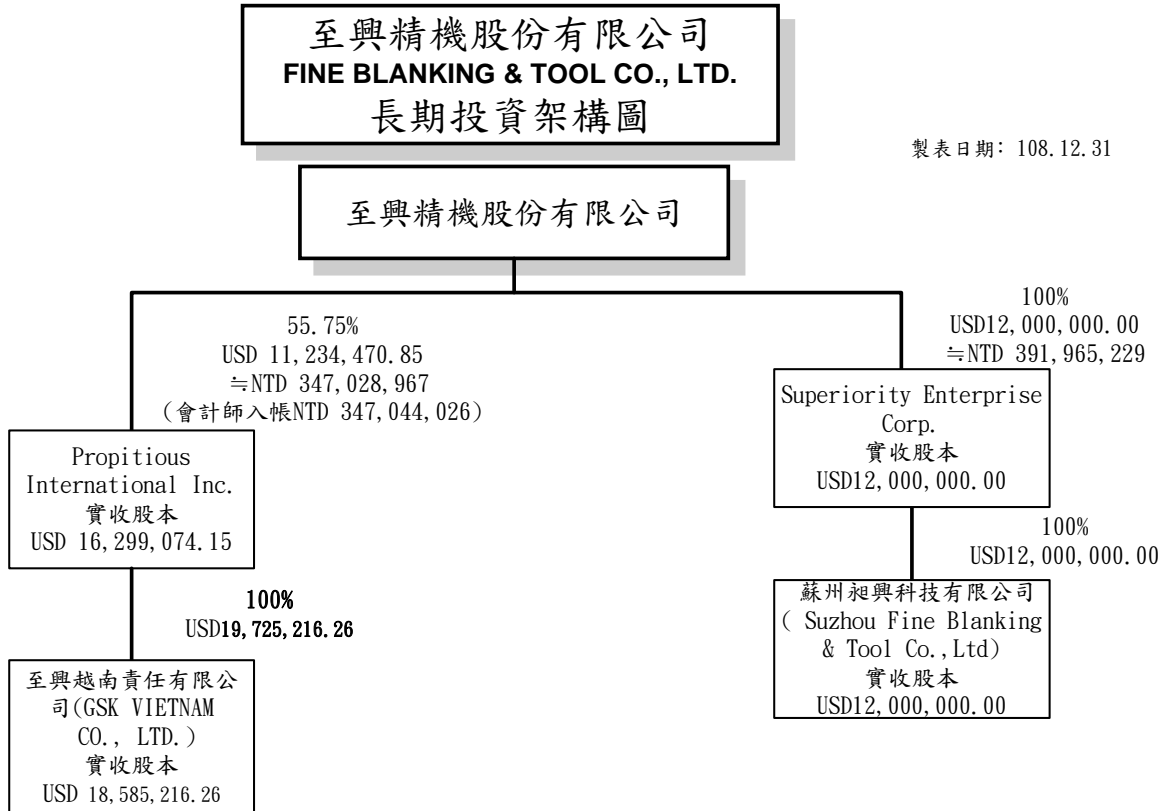 至興精機股份有限公司
FINE BLANKING & TOOL CO., LTD.
長期投資架構圖
製表日期: 108.12.31
至興精機股份有限公司
55.75%
USD 11,234,470.85
≒NTD 347,028,967
(會計師入帳NTD 347,044,026)
Propitious
International Inc.
實收股本
USD 16,299,074.15
100%
USD19,725,216.26
至興越南責任有限公
司(GSK VIETNAM
CO., LTD.)
實收股本
USD 18,585,216.26
100%
USD12,000,000.00
≒NTD 391,965,229
Superiority Enterprise
Corp.
實收股本
USD12,000,000.00
100%
USD12,000,000.00
蘇州昶興科技有限公司
( Suzhou Fine Blanking
& Tool Co.,Ltd)
實收股本
USD12,000,000.00